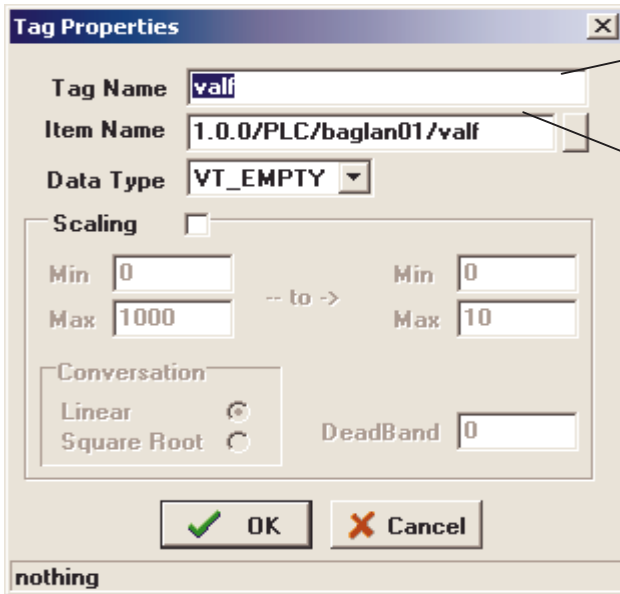 Tag Properties
Tag Name valf
Item Name 1.0.0/PLC/baglan01/valf
Data Type VT_EMPTY
Scaling
Min 0 -- to -> Min 0
Max 1000 Max 10
Conversation
Linear
Square Root
DeadBand 0
OK Cancel
nothing